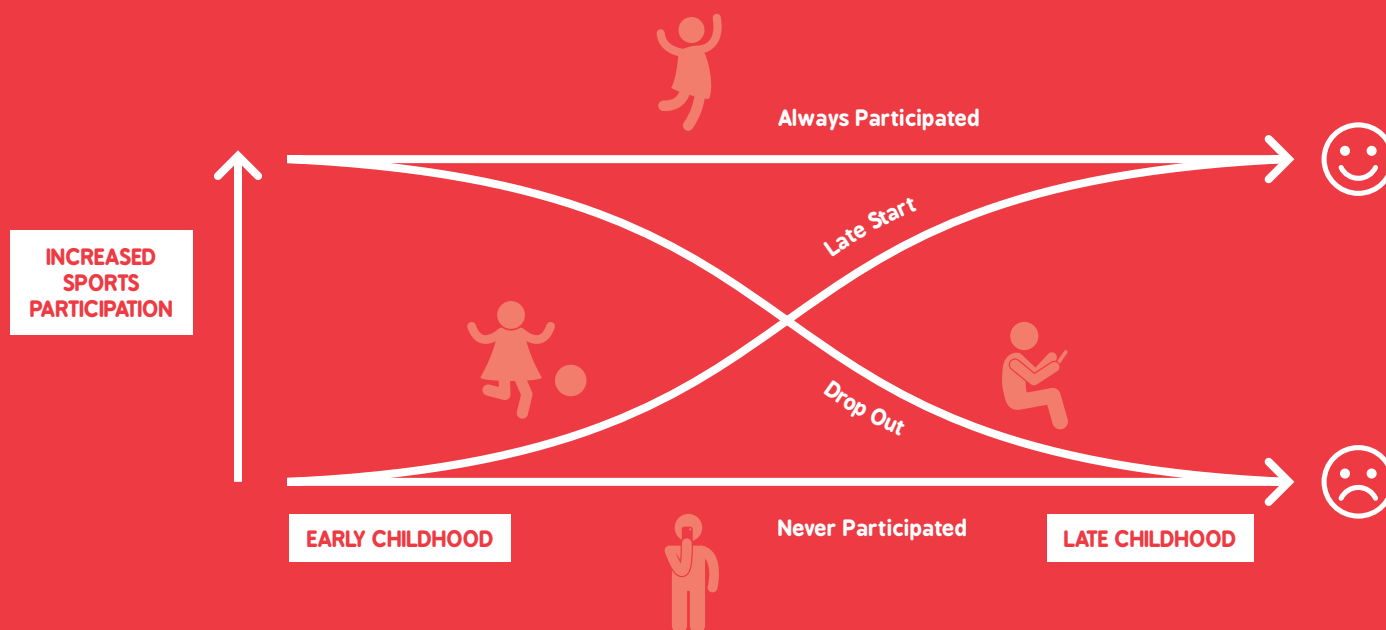 Always Participated
Late Start
INCREASED
SPORTS
PARTICIPATION
Drop Out
Never Participated
EARLY CHILDHOOD
LATE CHILDHOOD